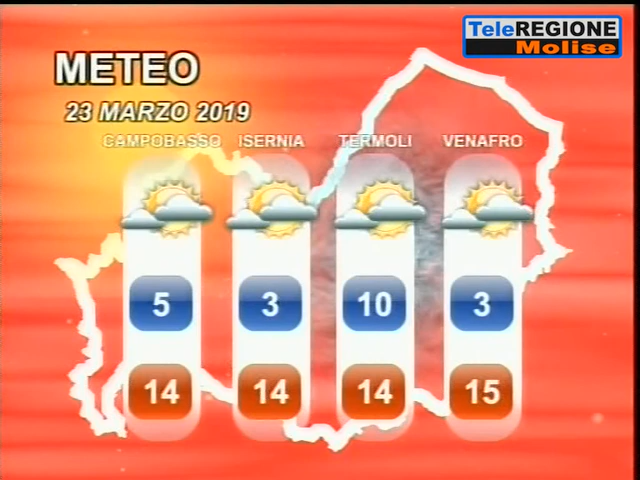 TeleREGIONE
Molise
METEO
23 MARZO 2019
CAMPOBASSO ISERNIA TERMOLI VENAFRO
5 3 10 3
14 14 14 15